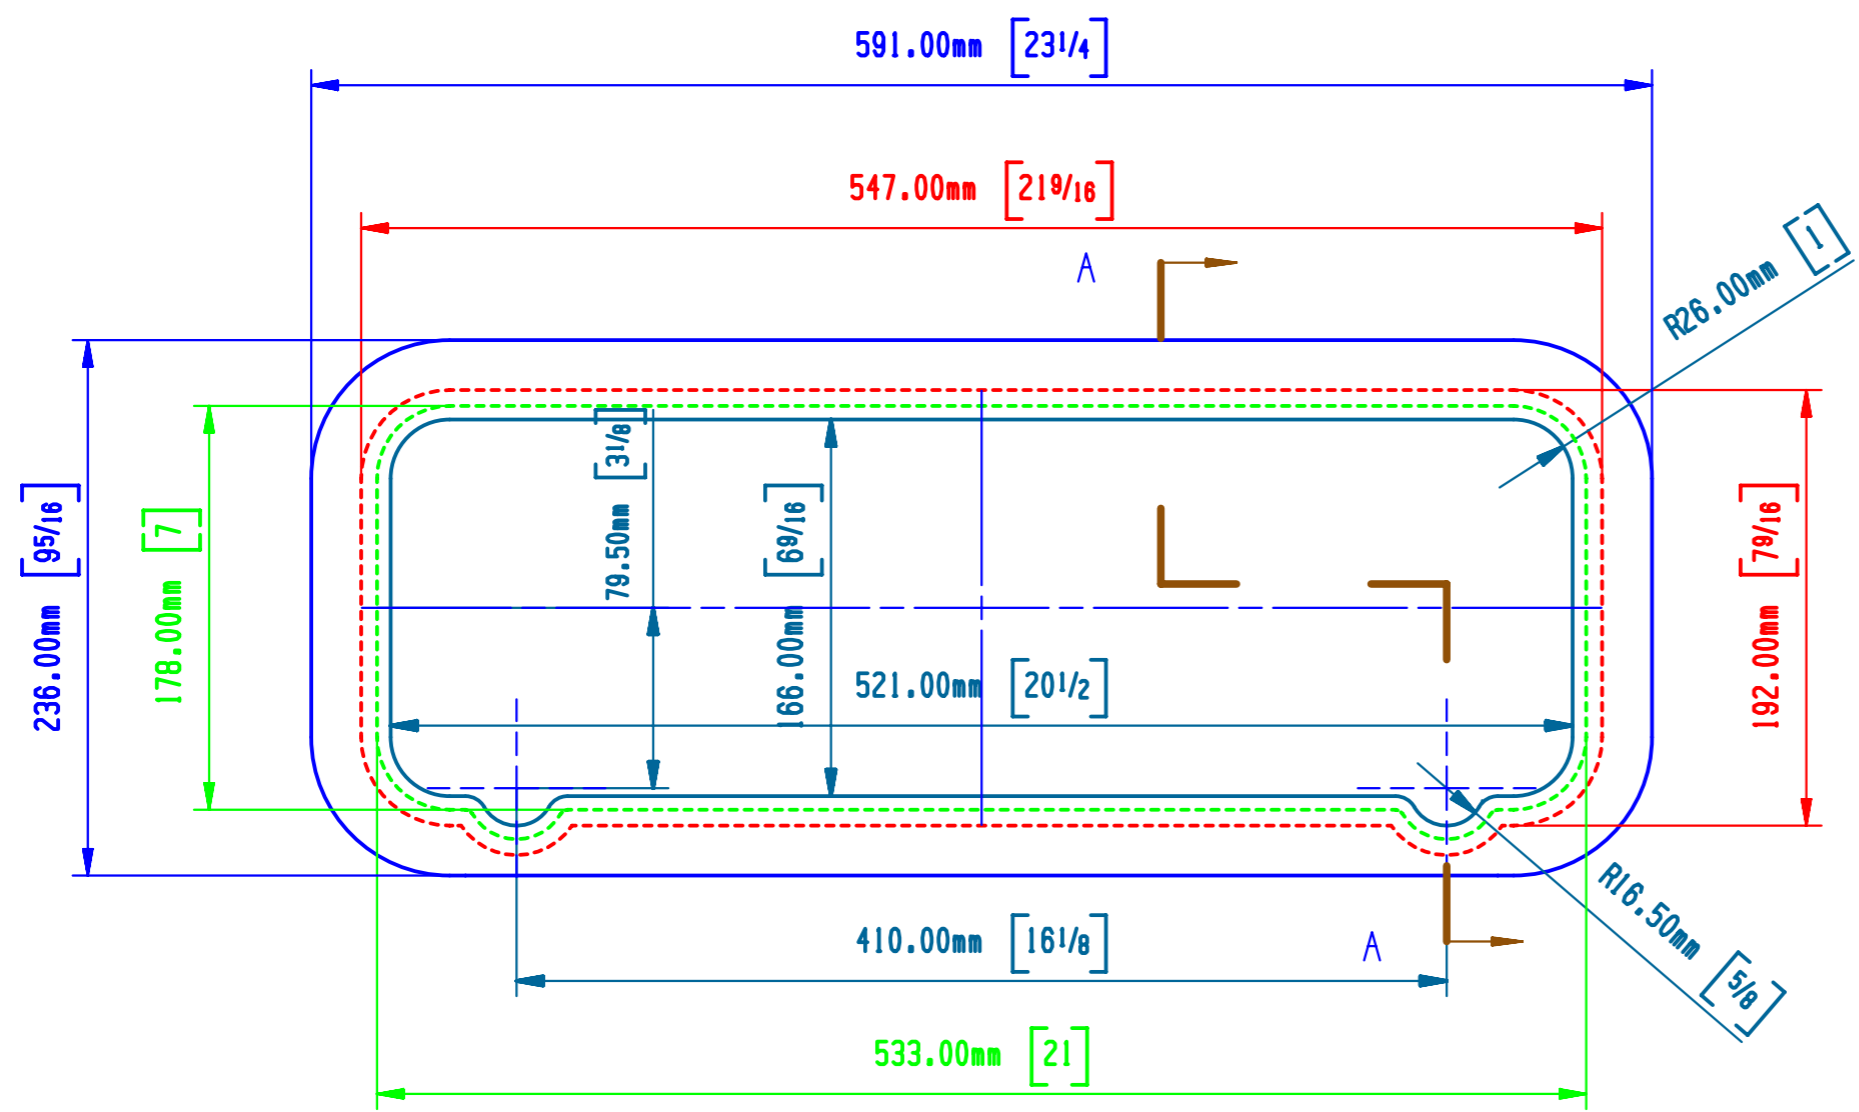 591.00mm [23 1/4]
547.00mm [21 9/16]
A
R26.00mm [1]
236.00mm [9 5/16]
178.00mm [7]
79.50mm [3 1/8]
166.00mm [6 9/16]
521.00mm [20 1/2]
192.00mm [7 9/16]
410.00mm [16 1/8]
A
R16.50mm [5/8]
533.00mm [21]